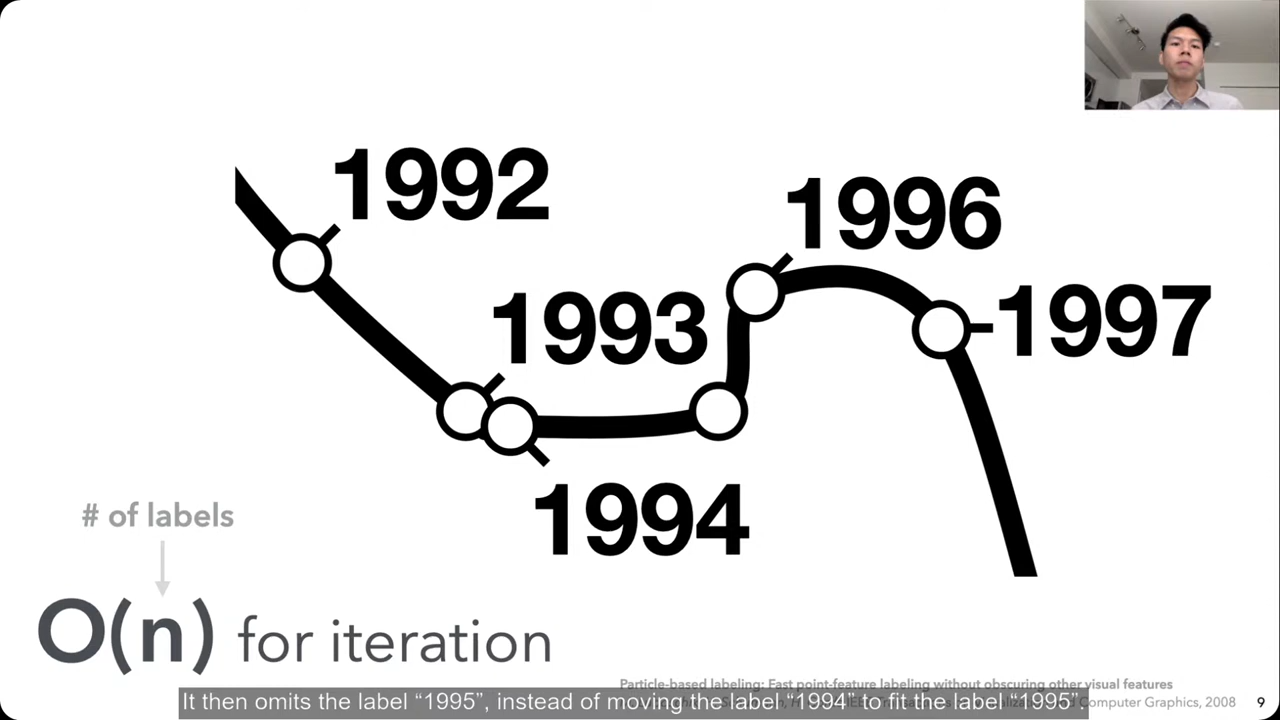 1992
1996
1993
1997
1994
# of labels
O(n) for iteration
Particle-based labeling: Fast point-feature labeling without obscuring other visual features
Computer Graphics, 2008
9
It then omits the label “1995”, instead of moving the label “1994” to fit the label “1995”.